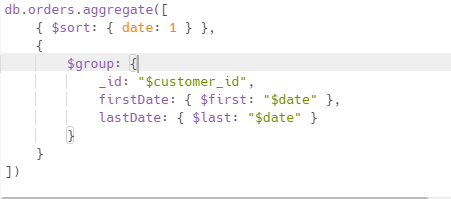 db.orders.aggregate([
    { $sort: { date: 1 } },
    {
        $group: {
            _id: "$customer_id",
            firstDate: { $first: "$date" },
            lastDate: { $last: "$date" }
        }
    }
])